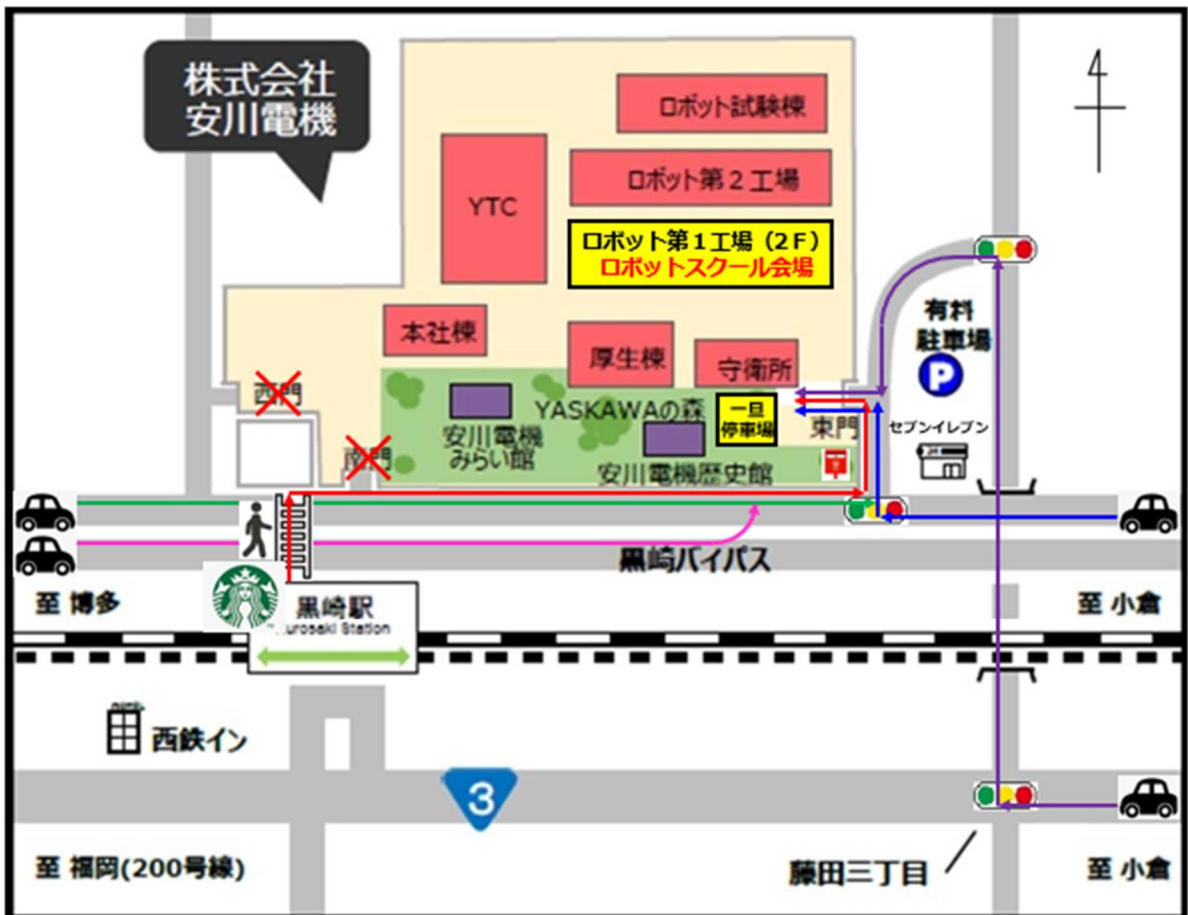 株式会社
安川電機
4
ロボット試験棟
ロボット第２工場
YTC
ロボット第１工場（２Ｆ）
ロボットスクール会場
有料
駐車場
P
本社棟
厚生棟
守衛所
西門
YASKAWAの森
一旦
停車場
東門
セブンイレブン
安川電機
みらい館
南門
安川電機歴史館
黒崎バイパス
至 博多
黒崎駅
urosaki Station
至 小倉
西鉄イン
3
至 福岡(200号線)
藤田三丁目
至 小倉